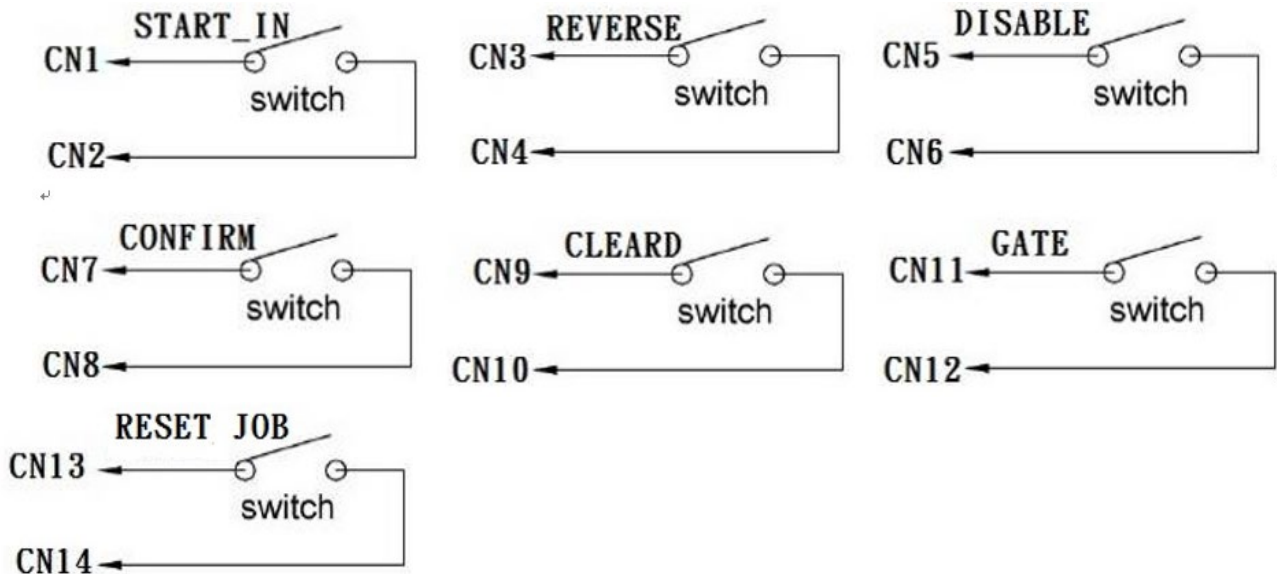 START_IN
CN1
switch
CN2
REVERSE
CN3
switch
CN4
DISABLE
CN5
switch
CN6
CONFIRM
CN7
switch
CN8
CLEARD
CN9
switch
CN10
GATE
CN11
switch
CN12
RESET JOB
CN13
switch
CN14